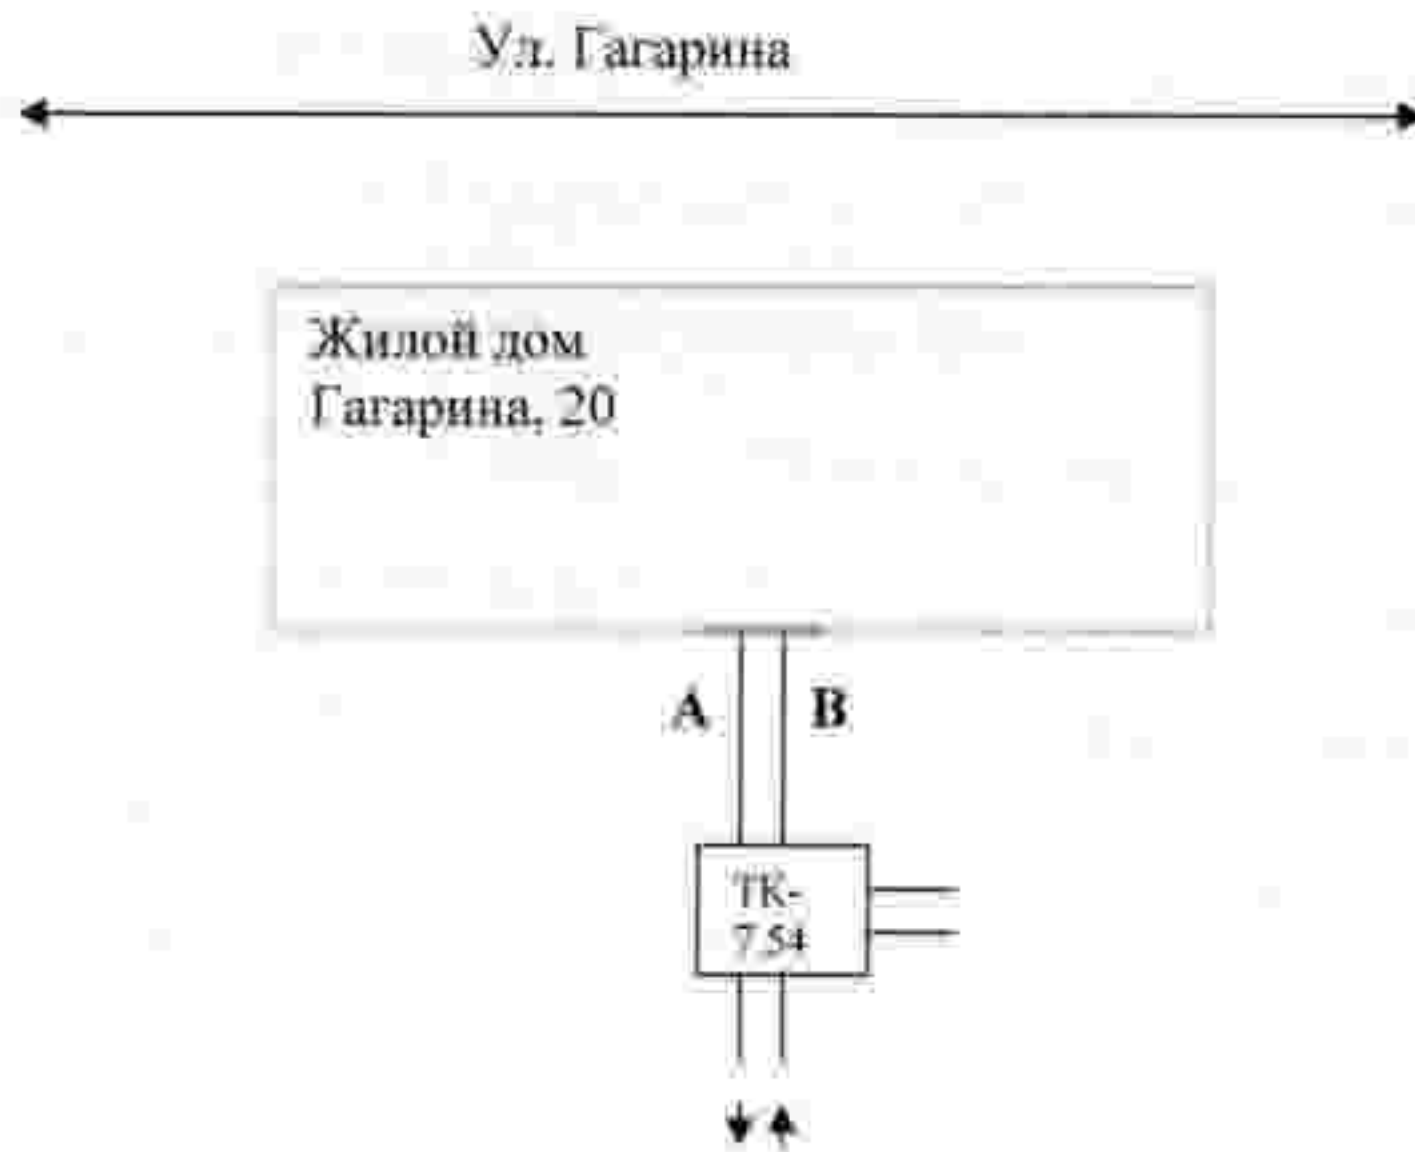 Ул. Гагарина
Жилой дом
Гагарина, 20
А В
ТК-
7.54